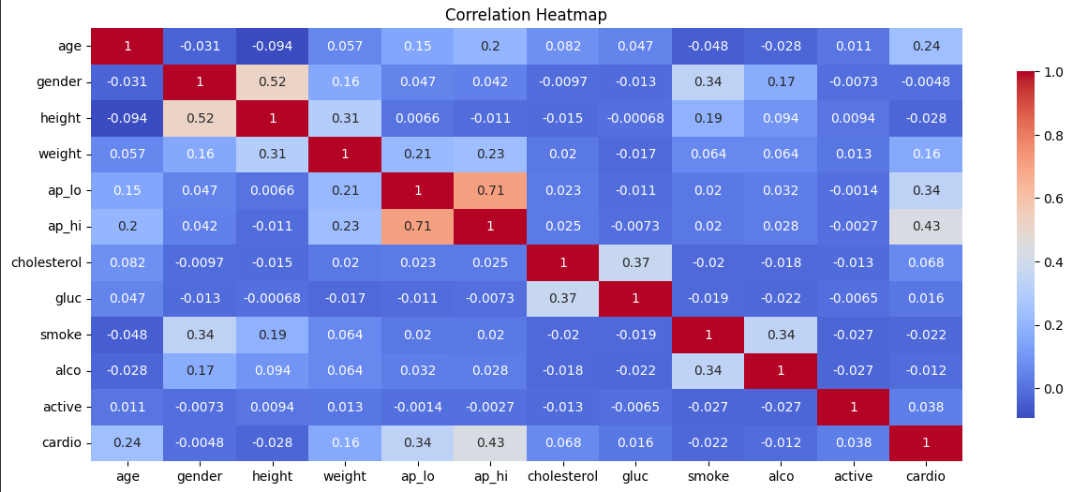 Correlation Heatmap
age 1 -0.031 -0.094 0.057 0.15 0.2 0.082 0.047 -0.048 -0.028 0.011 0.24
gender -0.031 1 0.52 0.16 0.047 0.042 -0.0097 -0.013 0.34 0.17 -0.0073 -0.0048
height -0.094 0.52 1 0.31 0.0066 -0.011 -0.015 -0.00068 0.19 0.094 0.0094 -0.028
weight 0.057 0.16 0.31 1 0.21 0.23 0.02 -0.017 0.064 0.064 0.013 0.16
ap_lo 0.15 0.047 0.0066 0.21 1 0.71 0.023 -0.011 0.02 0.032 -0.0014 0.34
ap_hi 0.2 0.042 -0.011 0.23 0.71 1 0.025 -0.0073 0.02 0.028 -0.0027 0.43
cholesterol 0.082 -0.0097 -0.015 0.02 0.023 0.025 1 0.37 -0.02 -0.018 -0.013 0.068
gluc 0.047 -0.013 -0.00068 -0.017 -0.011 -0.0073 0.37 1 -0.019 -0.022 -0.0065 0.016
smoke -0.048 0.34 0.19 0.064 0.02 0.02 -0.02 -0.019 1 0.34 -0.027 -0.022
alco -0.028 0.17 0.094 0.064 0.032 0.028 -0.018 -0.022 0.34 1 -0.027 -0.012
active 0.011 -0.0073 0.0094 0.013 -0.0014 -0.0027 -0.013 -0.0065 -0.027 -0.027 1 0.038
cardio 0.24 -0.0048 -0.028 0.16 0.34 0.43 0.068 0.016 -0.022 -0.012 0.038 1
age gender height weight ap_lo ap_hi cholesterol gluc smoke alco active cardio
1.0
0.8
0.6
0.4
0.2
0.0